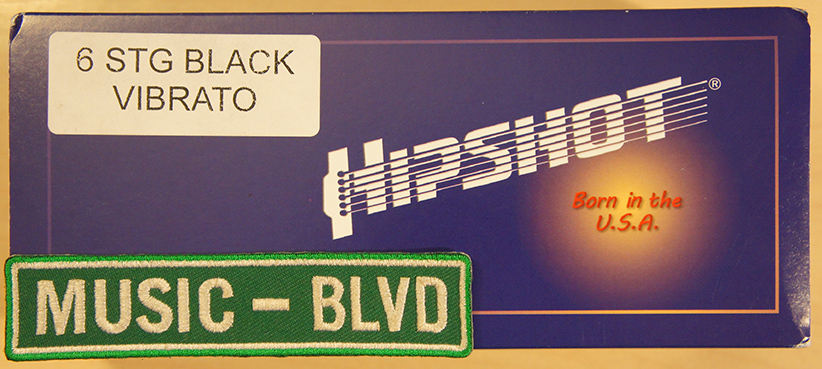 6 STG BLACK
VIBRATO
HIPSHOT®
Born in the
U.S.A.
MUSIC - BLVD